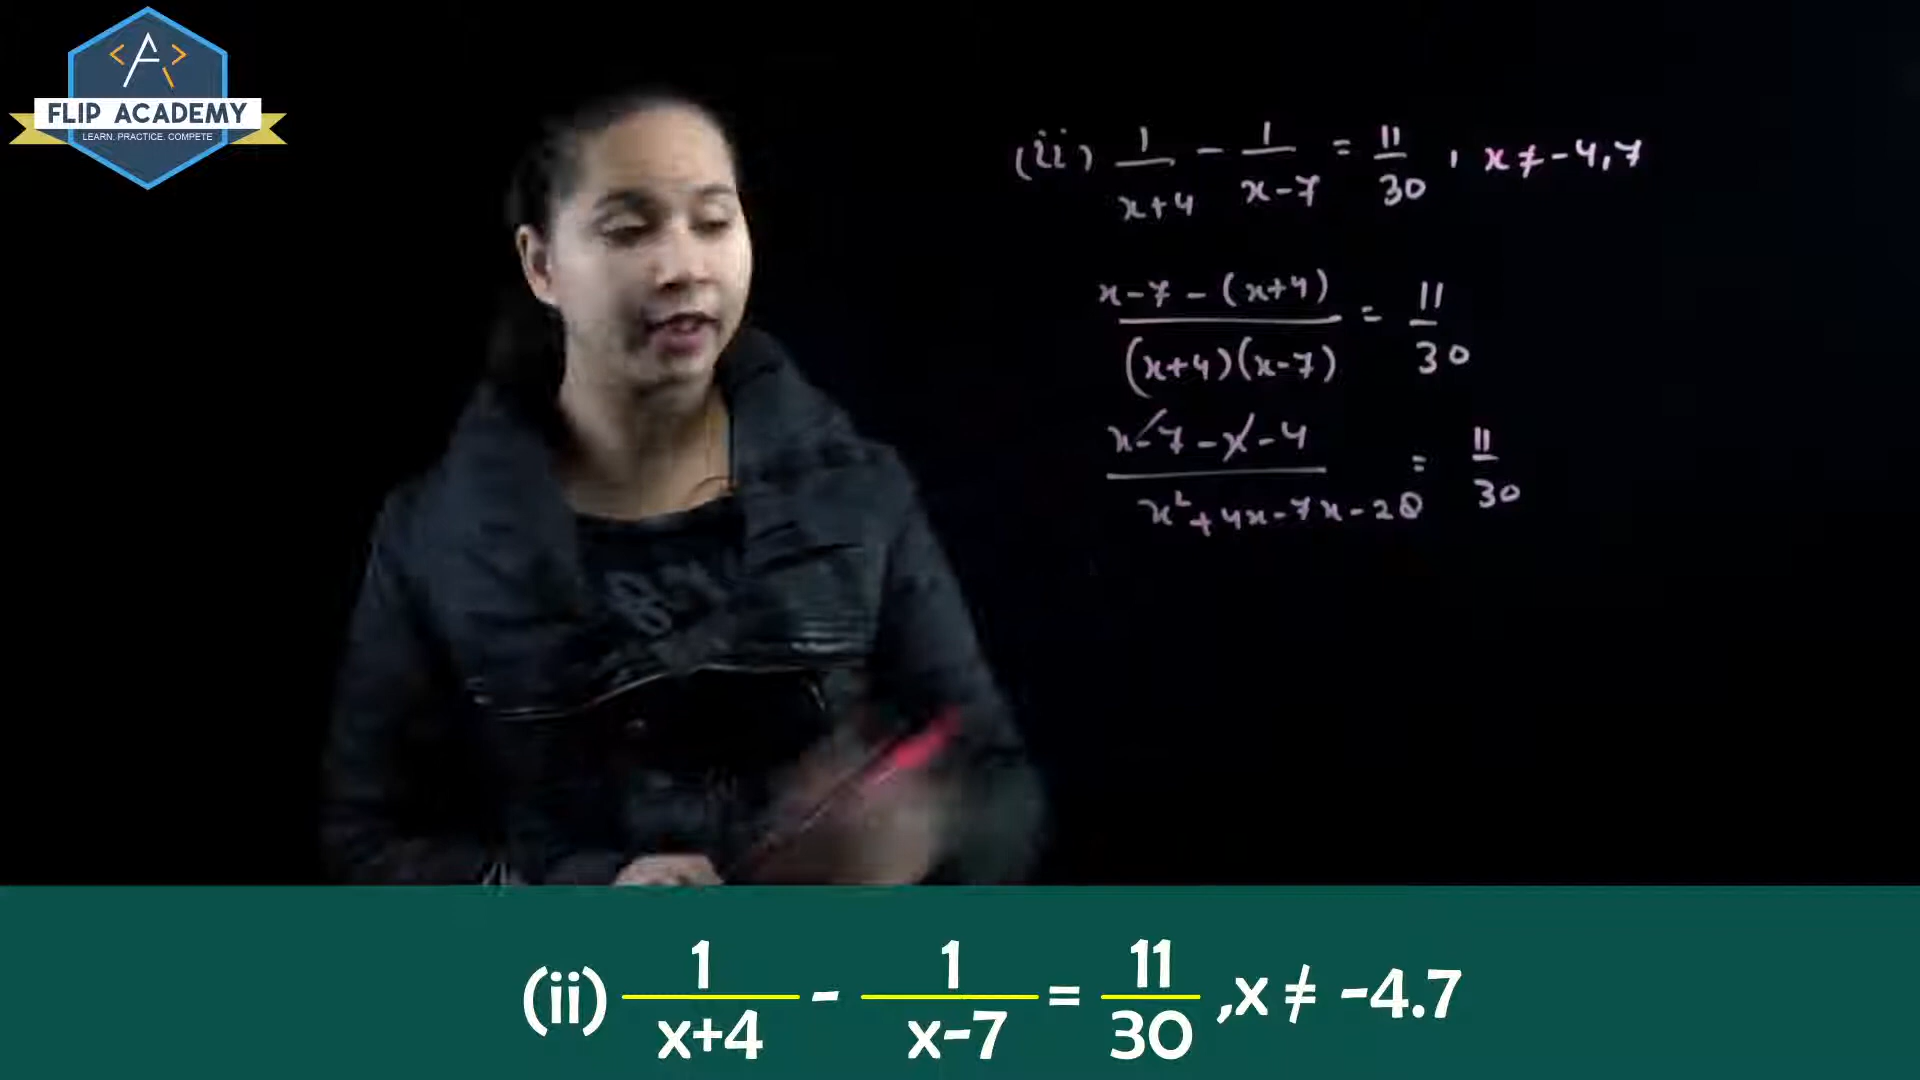 FLIP ACADEMY
LEARN. PRACTICE. COMPETE
(ii) 1/(x+4) - 1/(x-7) = 11/30 , x ≠ -4, 7
(x-7-(x+4))/((x+4)(x-7)) = 11/30
(x-7-x-4)/(x²+4x-7x-28) = 11/30
(ii) 1/(x+4) - 1/(x-7) = 11/30 ,x ≠ -4.7